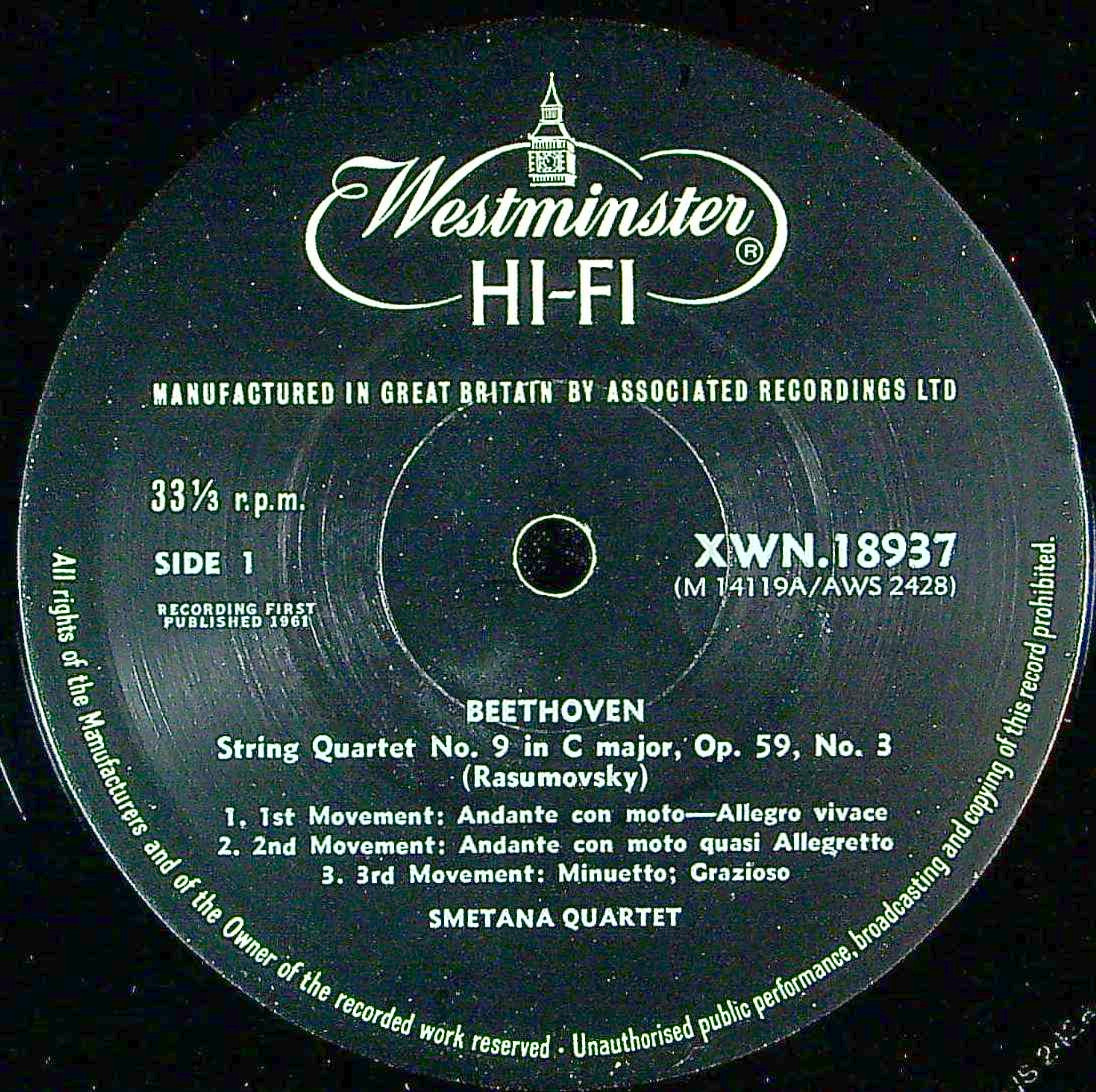 Westminster
®
HI-FI
MANUFACTURED IN GREAT BRITAIN BY ASSOCIATED RECORDINGS LTD
33⅓ r.p.m.
SIDE 1
RECORDING FIRST
PUBLISHED 1961
XWN.18937
(M 14119A/AWS 2428)
BEETHOVEN
String Quartet No. 9 in C major, Op. 59, No. 3
(Rasumovsky)
1. 1st Movement: Andante con moto—Allegro vivace
2. 2nd Movement: Andante con moto quasi Allegretto
3. 3rd Movement: Minuetto; Grazioso
SMETANA QUARTET
All rights of the Manufacturers and of the Owner of the recorded work reserved · Unauthorised public performance, broadcasting and copying of this record prohibited.